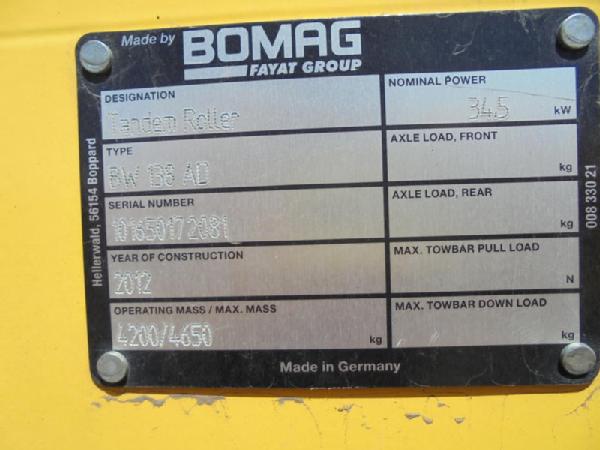 Made by BOMAG
FAYAT GROUP
DESIGNATION
Tandem Roller
TYPE
BW 138 AD
SERIAL NUMBER
101650172081
YEAR OF CONSTRUCTION
2012
OPERATING MASS / MAX. MASS
4200/4650 kg
NOMINAL POWER
34.5 kW
AXLE LOAD, FRONT
kg
AXLE LOAD, REAR
kg
MAX. TOWBAR PULL LOAD
N
MAX. TOWBAR DOWN LOAD
kg
Made in Germany
Hellerwald, 56154 Boppard
008 330 21